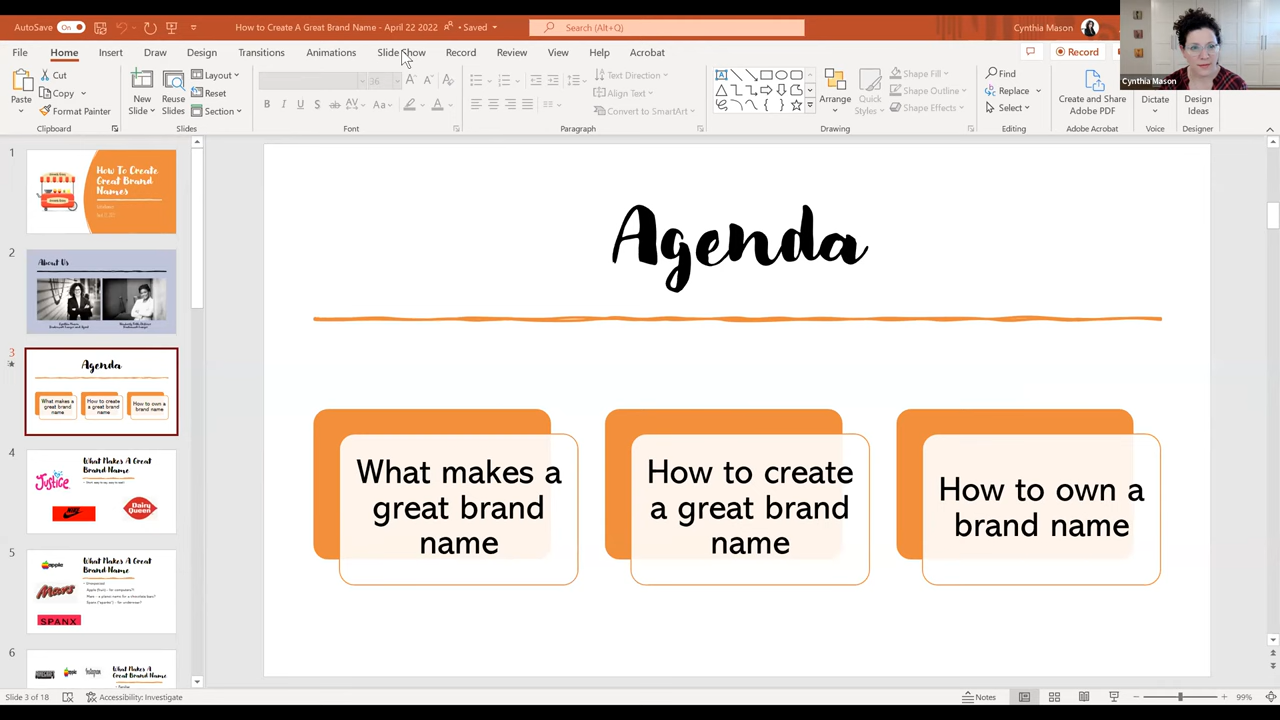 AutoSave On How to Create A Great Brand Name - April 22 2022 • Saved Search (Alt+Q) Cynthia Mason
File Home Insert Draw Design Transitions Animations Slide Show Record Review View Help Acrobat Record
Cynthia Mason
Paste Cut Copy Format Painter
Clipboard
New Slide Reuse Slides Layout Reset Section
Slides
36
Font
Text Direction
Align Text
Convert to SmartArt
Paragraph
Arrange Quick Styles Shape Fill Shape Outline Shape Effects
Drawing
Find
Replace
Select
Editing
Create and Share Adobe PDF
Adobe Acrobat
Dictate
Voice
Design Ideas
Designer
1
How To Create
Great Brand
Names
2
About Us
3
Agenda
What makes a great brand name
How to create a great brand name
How to own a brand name
4
What Makes A Great
Brand Name
Justice
Dairy Queen
5
What Makes A Great
Brand Name
apple
Mars
SPANX
6
What Makes A
Great Brand Name
Agenda
What makes a
great brand
name
How to create
a great brand
name
How to own a
brand name
Slide 3 of 18 Accessibility: Investigate Notes 99%